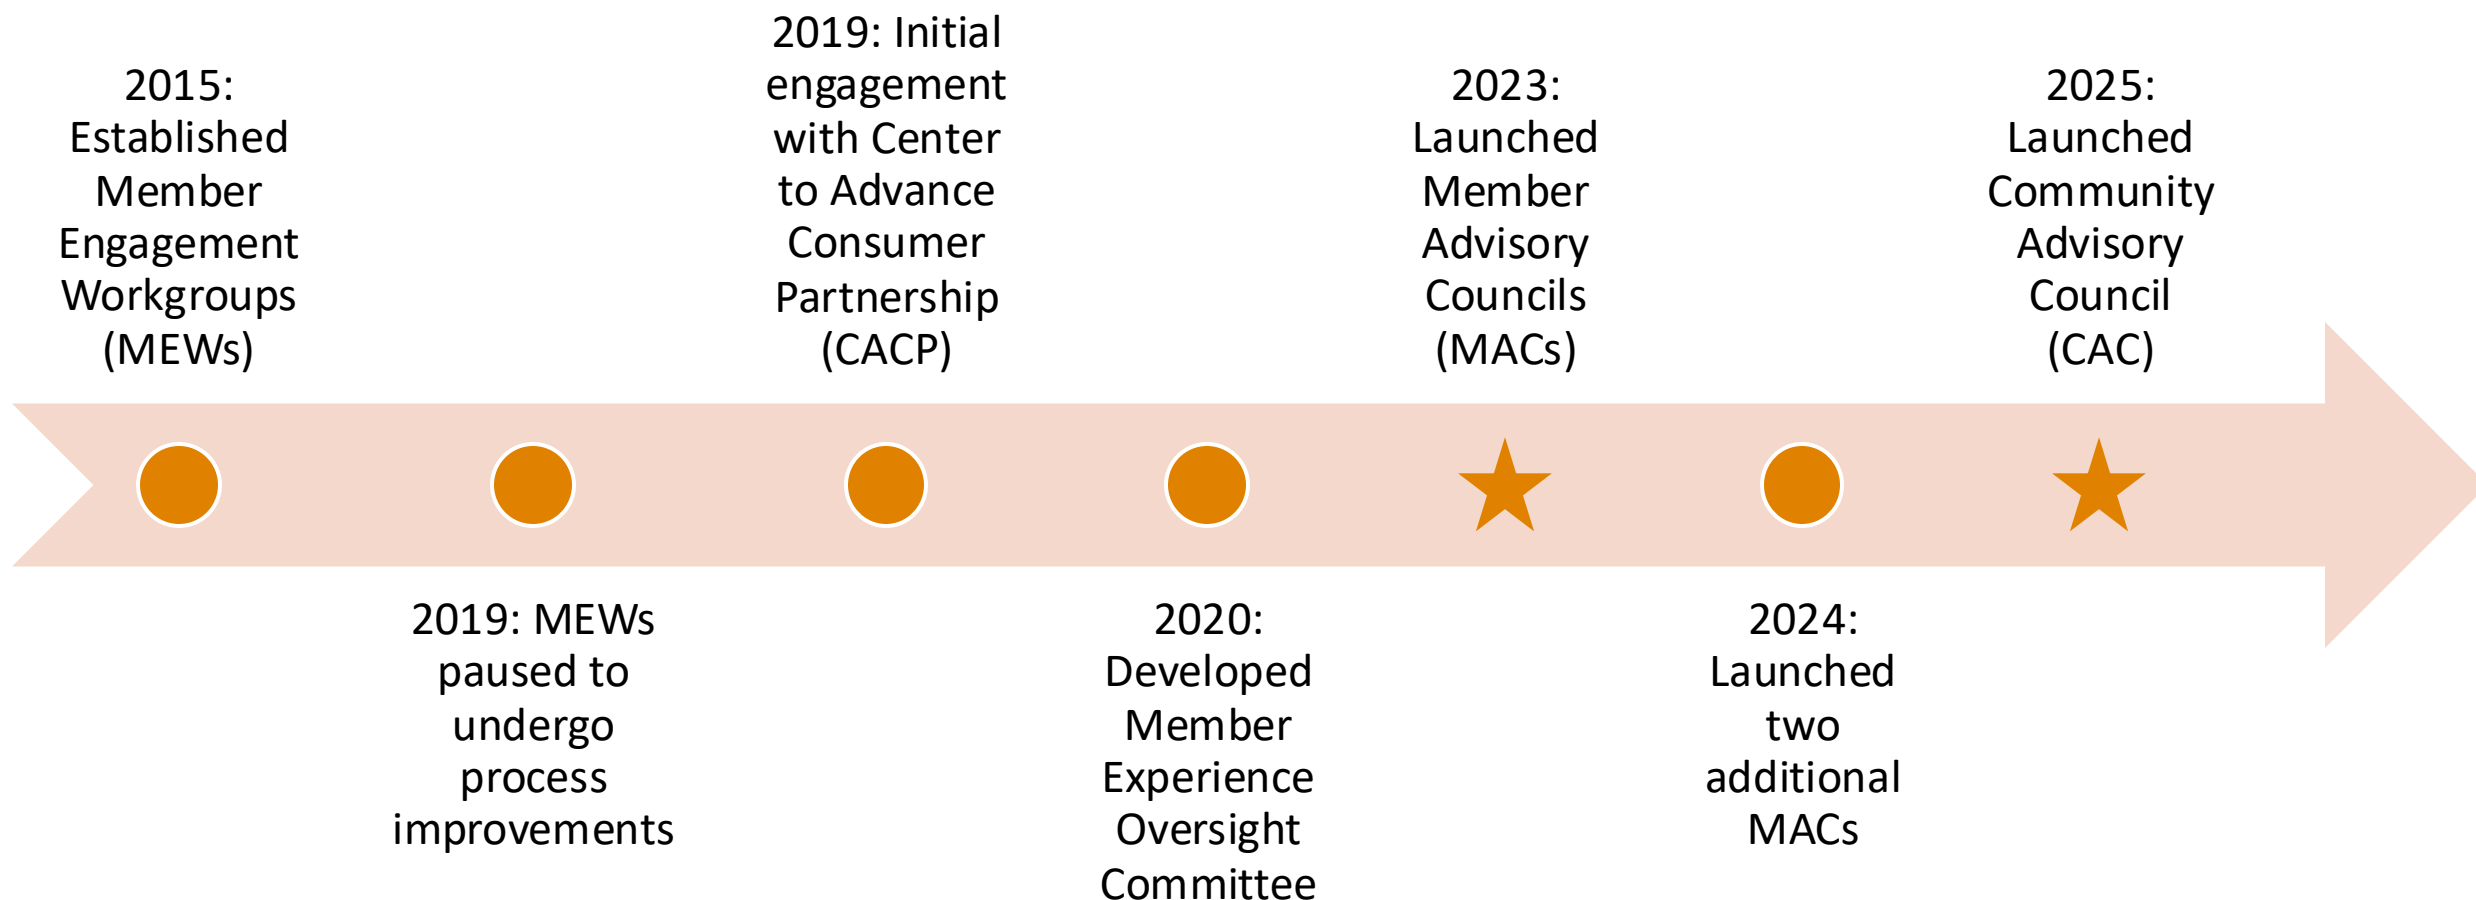 2015:
Established
Member
Engagement
Workgroups
(MEWs)
2019: MEWs
paused to
undergo
process
improvements
2019: Initial
engagement
with Center
to Advance
Consumer
Partnership
(CACP)
2020:
Developed
Member
Experience
Oversight
Committee
2023:
Launched
Member
Advisory
Councils
(MACs)
2024:
Launched
two
additional
MACs
2025:
Launched
Community
Advisory
Council
(CAC)